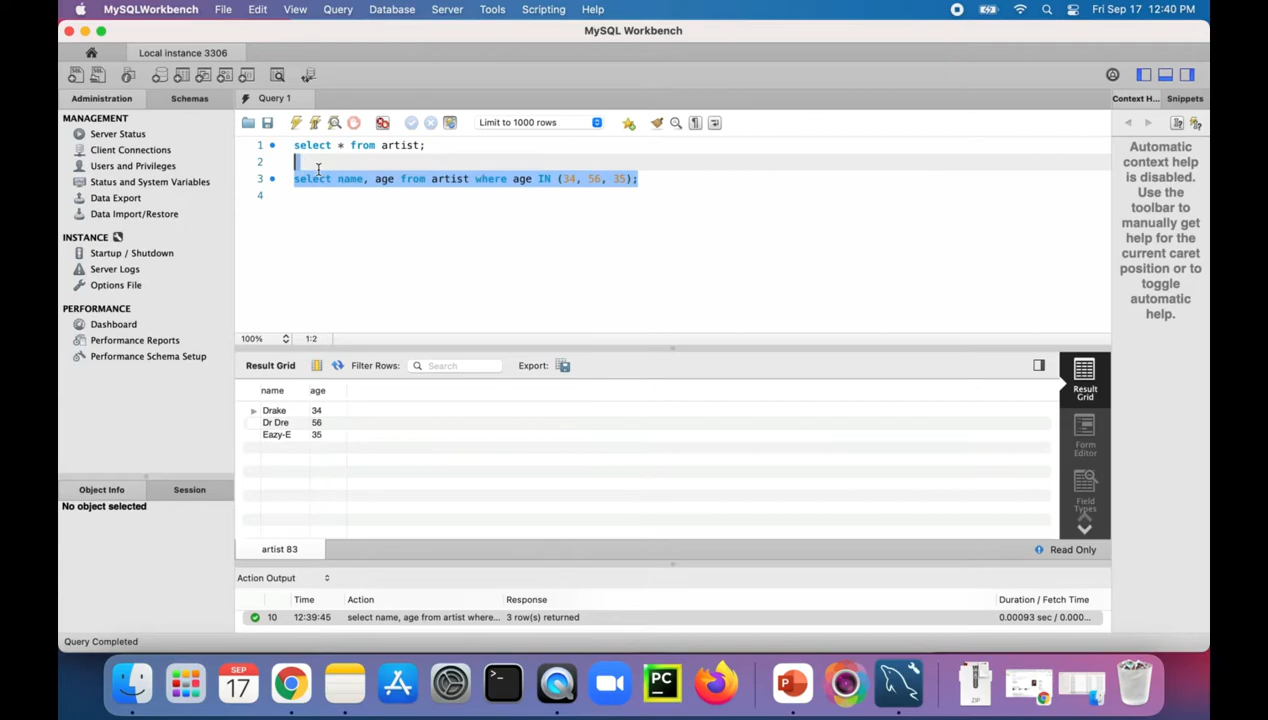 MySQLWorkbench File Edit View Query Database Server Tools Scripting Help Fri Sep 17 12:40 PM
MySQL Workbench
Local instance 3306
Administration Schemas Query 1 Context H... Snippets
MANAGEMENT
Server Status
Client Connections
Users and Privileges
Status and System Variables
Data Export
Data Import/Restore
INSTANCE
Startup / Shutdown
Server Logs
Options File
PERFORMANCE
Dashboard
Performance Reports
Performance Schema Setup
Object Info Session
No object selected
Limit to 1000 rows
1 select * from artist;
2
3 select name, age from artist where age IN (34, 56, 35);
4
100% 1:2
Result Grid Filter Rows: Search Export:
name age
Drake 34
Dr Dre 56
Eazy-E 35
Result
Grid
Form
Editor
Field
Types
artist 83 Read Only
Action Output
Time Action Response Duration / Fetch Time
10 12:39:45 select name, age from artist where... 3 row(s) returned 0.00093 sec / 0.000...
Automatic
context help
is disabled.
Use the
toolbar to
manually get
help for the
current caret
position or to
toggle
automatic
help.
Query Completed
SEP
17
PC
ZIP